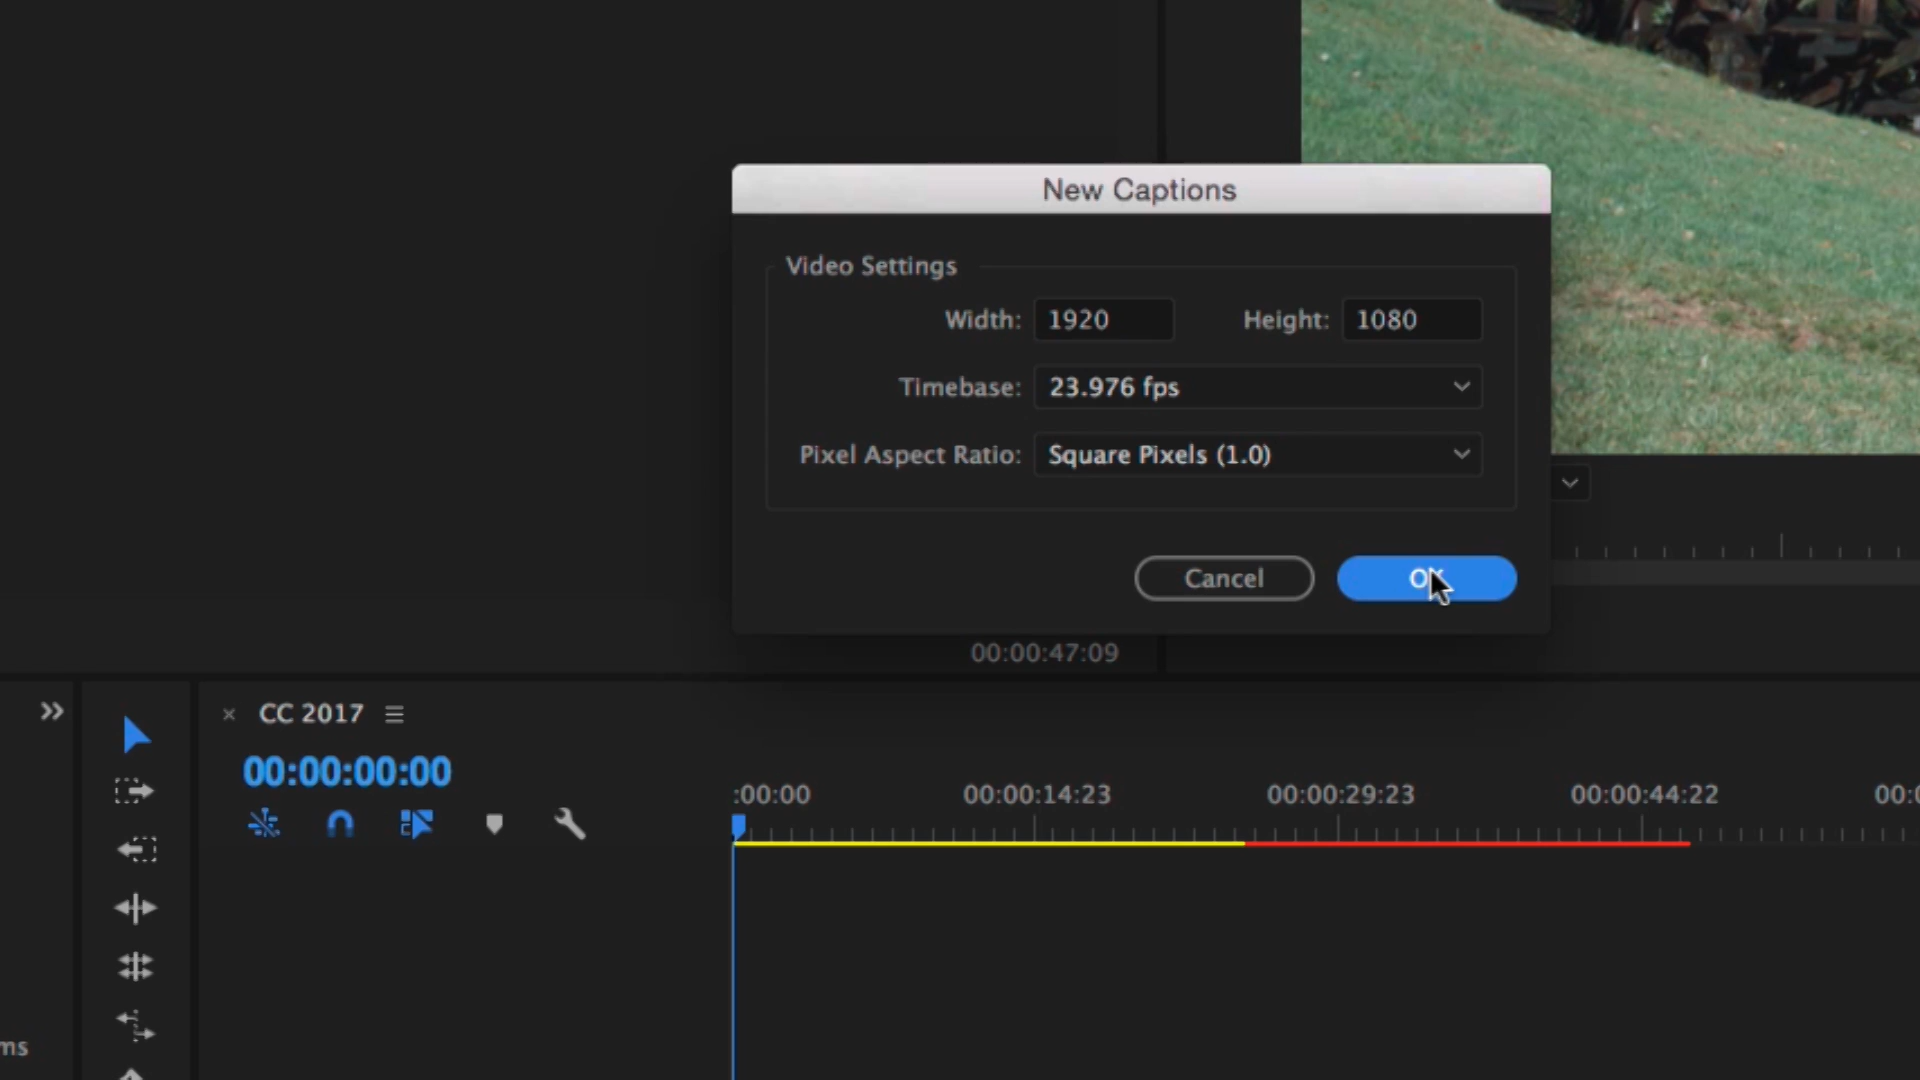 New Captions
Video Settings
Width: 1920 Height: 1080
Timebase: 23.976 fps
Pixel Aspect Ratio: Square Pixels (1.0)
Cancel
00:00:47:09
CC 2017
00:00:00:00
:00:00 00:00:14:23 00:00:29:23 00:00:44:22 00:
ms